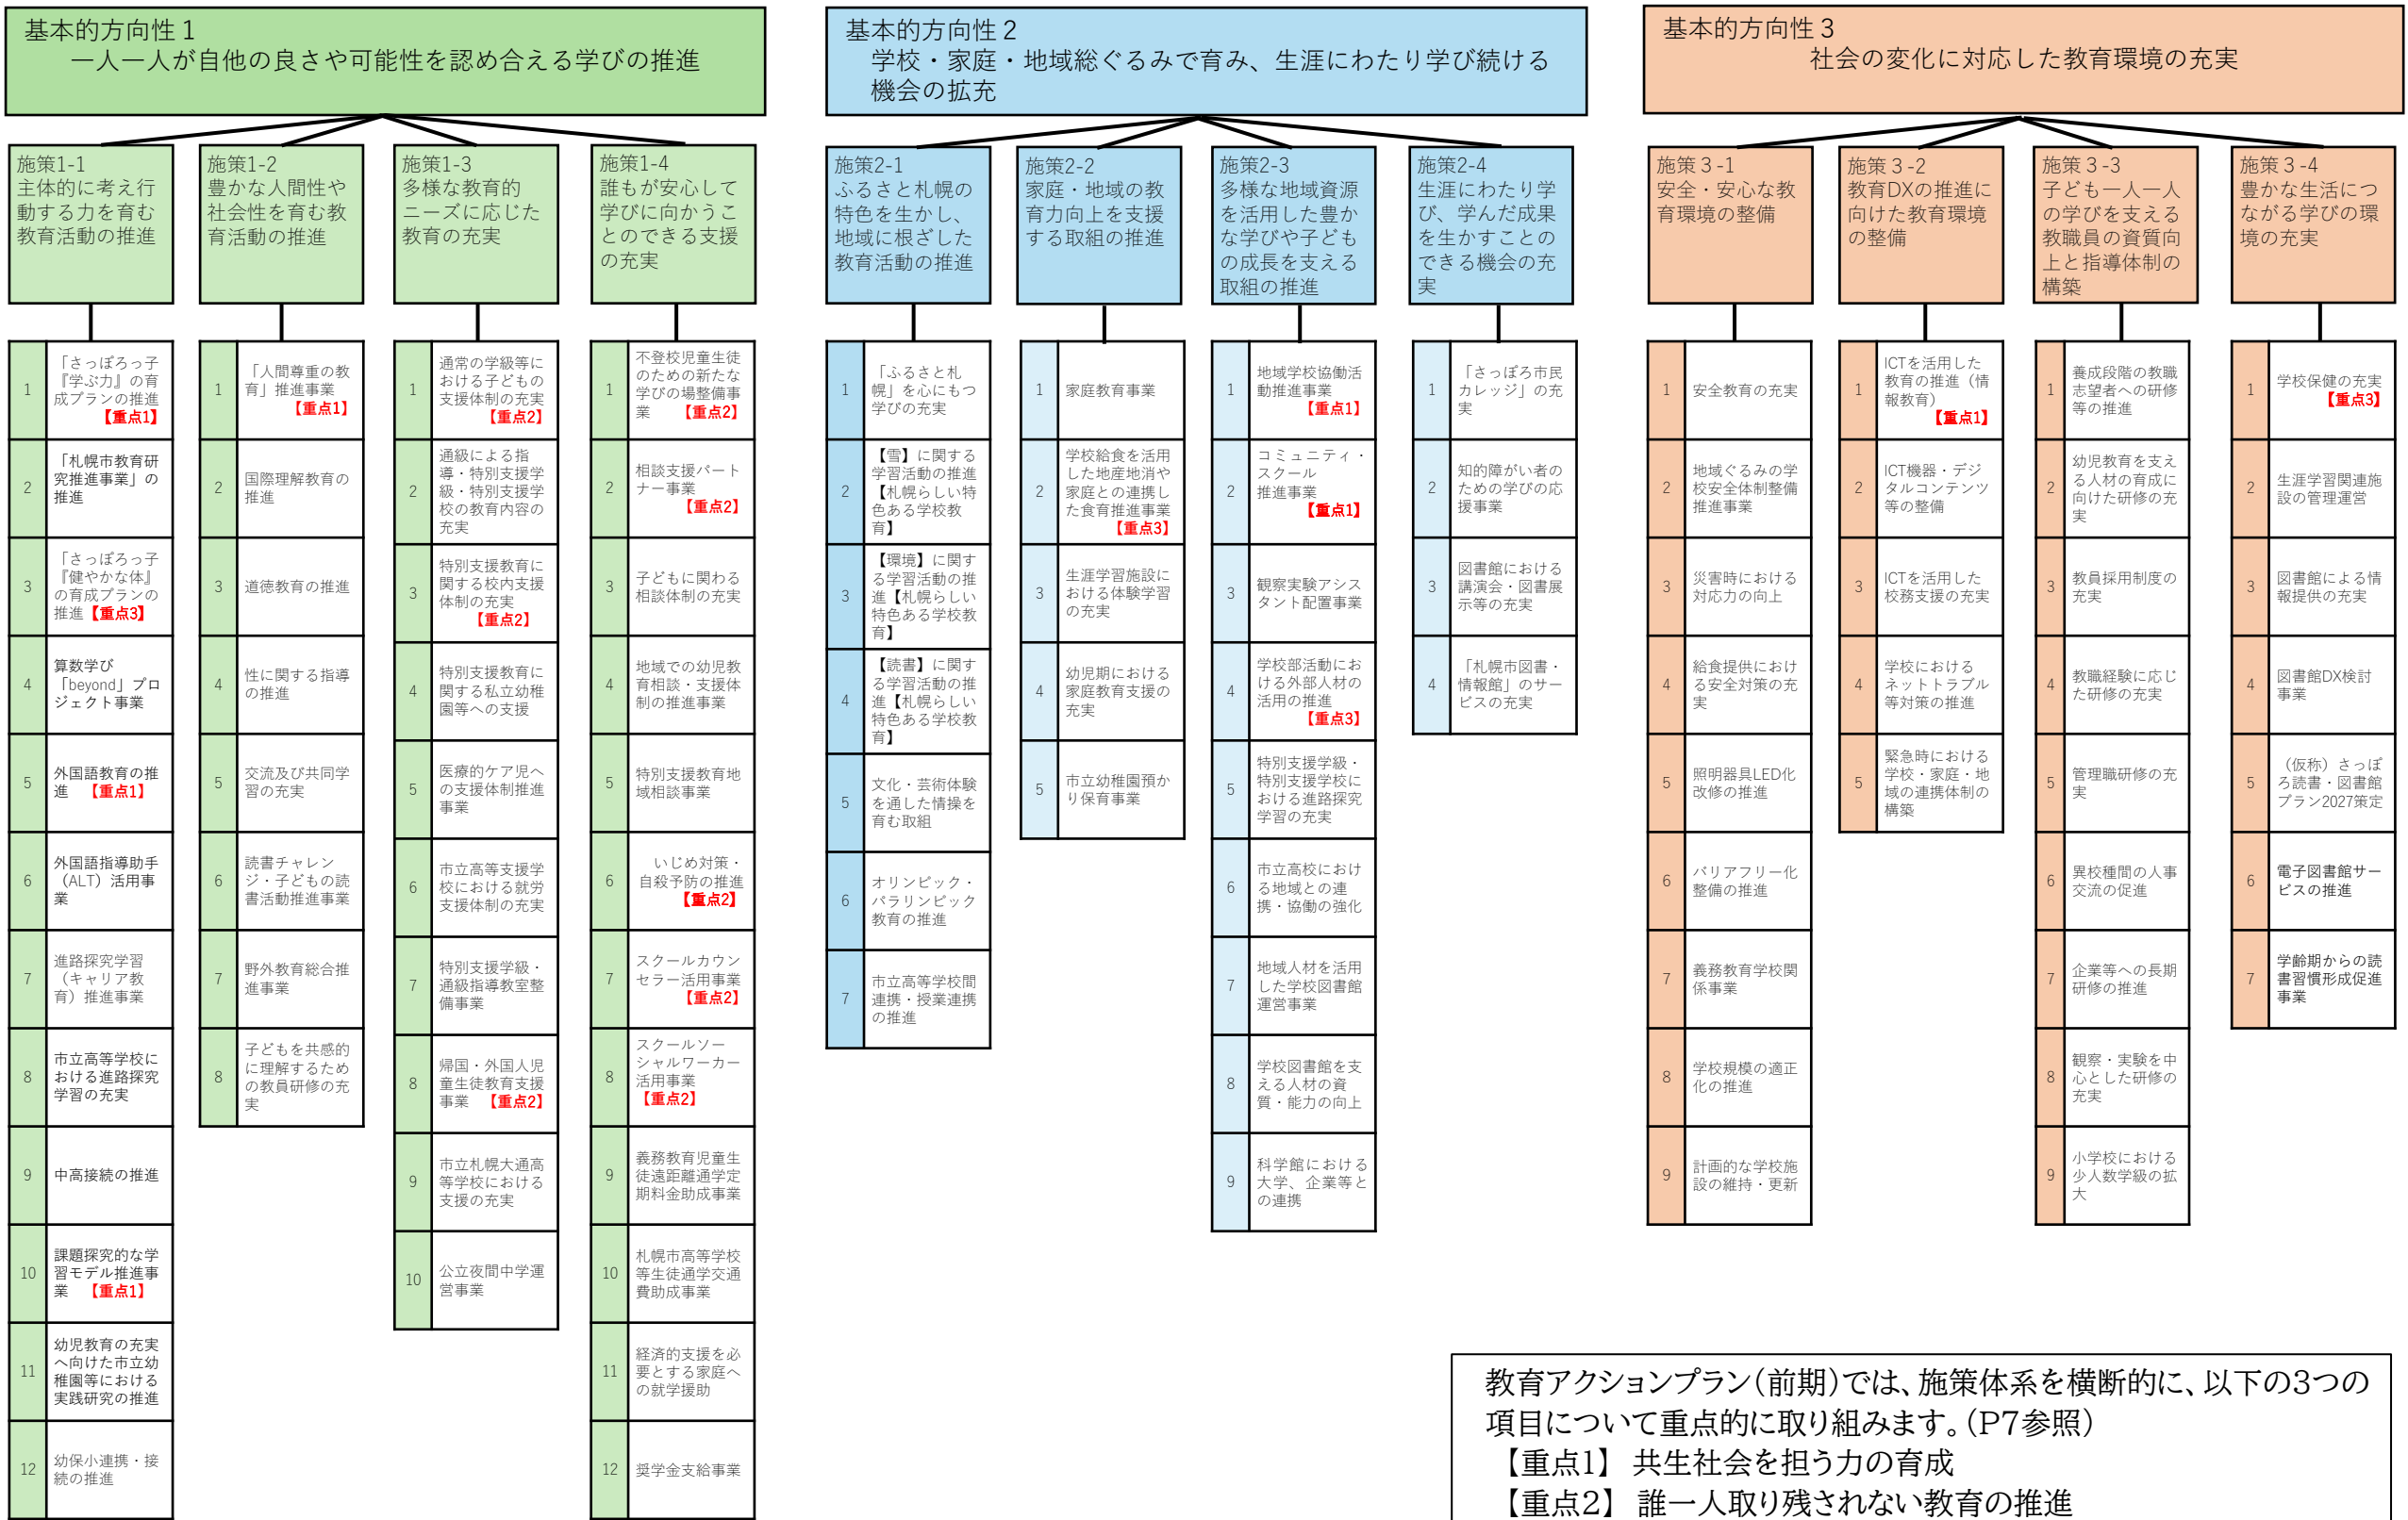 基本的方向性１
一人一人が自他の良さや可能性を認め合える学びの推進
施策1-1
主体的に考え行
動する力を育む
教育活動の推進
1
「さっぽろっ子
『学ぶ力』の育
成プランの推進
【重点1】
2
「札幌市教育研
究推進事業」の
推進
3
「さっぽろっ子
『健やかな体』
の育成プランの
推進【重点3】
4
算数学び
「beyond」プロ
ジェクト事業
5
外国語教育の推
進　【重点1】
6
外国語指導助手
（ALT）活用事
業
7
進路探究学習
（キャリア教
育）推進事業
8
市立高等学校に
おける進路探究
学習の充実
9
中高接続の推進
10
課題探究的な学
習モデル推進事
業　【重点1】
11
幼児教育の充実
へ向けた市立幼
稚園等における
実践研究の推進
12
幼保小連携・接
続の推進
施策1-2
豊かな人間性や
社会性を育む教
育活動の推進
1
「人間尊重の教
育」推進事業
【重点1】
2
国際理解教育の
推進
3
道徳教育の推進
4
性に関する指導
の推進
5
交流及び共同学
習の充実
6
読書チャレン
ジ・子どもの読
書活動推進事業
7
野外教育総合推
進事業
8
子どもを共感的
に理解するため
の教員研修の充
実
施策1-3
多様な教育的
ニーズに応じた
教育の充実
1
通常の学級等に
おける子どもの
支援体制の充実
【重点2】
2
通級による指
導・特別支援学
級・特別支援学
校の教育内容の
充実
3
特別支援教育に
関する校内支援
体制の充実
【重点2】
4
特別支援教育に
関する私立幼稚
園等への支援
5
医療的ケア児へ
の支援体制推進
事業
6
市立高等支援学
校における就労
支援体制の充実
7
特別支援学級・
通級指導教室整
備事業
8
帰国・外国人児
童生徒教育支援
事業　【重点2】
9
市立札幌大通高
等学校における
支援の充実
10
公立夜間中学運
営事業
施策1-4
誰もが安心して
学びに向かうこ
とのできる支援
の充実
1
不登校児童生徒
のための新たな
学びの場整備事
業　【重点2】
2
相談支援パート
ナー事業
【重点2】
3
子どもに関わる
相談体制の充実
4
地域での幼児教
育相談・支援体
制の推進事業
5
特別支援教育地
域相談事業
6
いじめ対策・
自殺予防の推進
【重点2】
7
スクールカウン
セラー活用事業
【重点2】
8
スクールソー
シャルワーカー
活用事業
【重点2】
9
義務教育児童生
徒遠距離通学定
期料金助成事業
10
札幌市高等学校
等生徒通学交通
費助成事業
11
経済的支援を必
要とする家庭へ
の就学援助
12
奨学金支給事業
基本的方向性２
学校・家庭・地域総ぐるみで育み、生涯にわたり学び続ける
機会の拡充
施策2-1
ふるさと札幌の
特色を生かし、
地域に根ざした
教育活動の推進
1
「ふるさと札
幌」を心にもつ
学びの充実
2
【雪】に関する
学習活動の推進
【札幌らしい特
色ある学校教
育】
3
【環境】に関す
る学習活動の推
進【札幌らしい
特色ある学校教
育】
4
【読書】に関す
る学習活動の推
進【札幌らしい
特色ある学校教
育】
5
文化・芸術体験
を通した情操を
育む取組
6
オリンピック・
パラリンピック
教育の推進
7
市立高等学校間
連携・授業連携
の推進
施策2-2
家庭・地域の教
育力向上を支援
する取組の推進
1
家庭教育事業
2
学校給食を活用
した地産地消や
家庭との連携し
た食育推進事業
【重点3】
3
生涯学習施設に
おける体験学習
の充実
4
幼児期における
家庭教育支援の
充実
5
市立幼稚園預か
り保育事業
施策2-3
多様な地域資源
を活用した豊か
な学びや子ども
の成長を支える
取組の推進
1
地域学校協働活
動推進事業
【重点1】
2
コミュニティ・
スクール
推進事業
【重点1】
3
観察実験アシス
タント配置事業
4
学校部活動にお
ける外部人材の
活用の推進
【重点3】
5
特別支援学級・
特別支援学校に
おける進路探究
学習の充実
6
市立高校におけ
る地域との連
携・協働の強化
7
地域人材を活用
した学校図書館
運営事業
8
学校図書館を支
える人材の資
質・能力の向上
9
科学館における
大学、企業等と
の連携
施策2-4
生涯にわたり学
び、学んだ成果
を生かすことの
できる機会の充
実
1
「さっぽろ市民
カレッジ」の充
実
2
知的障がい者の
ための学びの応
援事業
3
図書館における
講演会・図書展
示等の充実
4
「札幌市図書・
情報館」のサー
ビスの充実
基本的方向性３
社会の変化に対応した教育環境の充実
施策３-1
安全・安心な教
育環境の整備
1
安全教育の充実
2
地域ぐるみの学
校安全体制整備
推進事業
3
災害時における
対応力の向上
4
給食提供におけ
る安全対策の充
実
5
照明器具LED化
改修の推進
6
バリアフリー化
整備の推進
7
義務教育学校関
係事業
8
学校規模の適正
化の推進
9
計画的な学校施
設の維持・更新
施策３-2
教育DXの推進に
向けた教育環境
の整備
1
ICTを活用した
教育の推進（情
報教育）
【重点1】
2
ICT機器・デジ
タルコンテンツ
等の整備
3
ICTを活用した
校務支援の充実
4
学校における
ネットトラブル
等対策の推進
5
緊急時における
学校・家庭・地
域の連携体制の
構築
施策３-3
子ども一人一人
の学びを支える
教職員の資質向
上と指導体制の
構築
1
養成段階の教職
志望者への研修
等の推進
2
幼児教育を支え
る人材の育成に
向けた研修の充
実
3
教員採用制度の
充実
4
教職経験に応じ
た研修の充実
5
管理職研修の充
実
6
異校種間の人事
交流の促進
7
企業等への長期
研修の推進
8
観察・実験を中
心とした研修の
充実
9
小学校における
少人数学級の拡
大
施策３-4
豊かな生活につ
ながる学びの環
境の充実
1
学校保健の充実
【重点3】
2
生涯学習関連施
設の管理運営
3
図書館による情
報提供の充実
4
図書館DX検討
事業
5
（仮称）さっぽ
ろ読書・図書館
プラン2027策定
6
電子図書館サー
ビスの推進
7
学齢期からの読
書習慣形成促進
事業
教育アクションプラン（前期）では、施策体系を横断的に、以下の3つの
項目について重点的に取り組みます。（P7参照）
【重点1】 共生社会を担う力の育成
【重点2】 誰一人取り残されない教育の推進